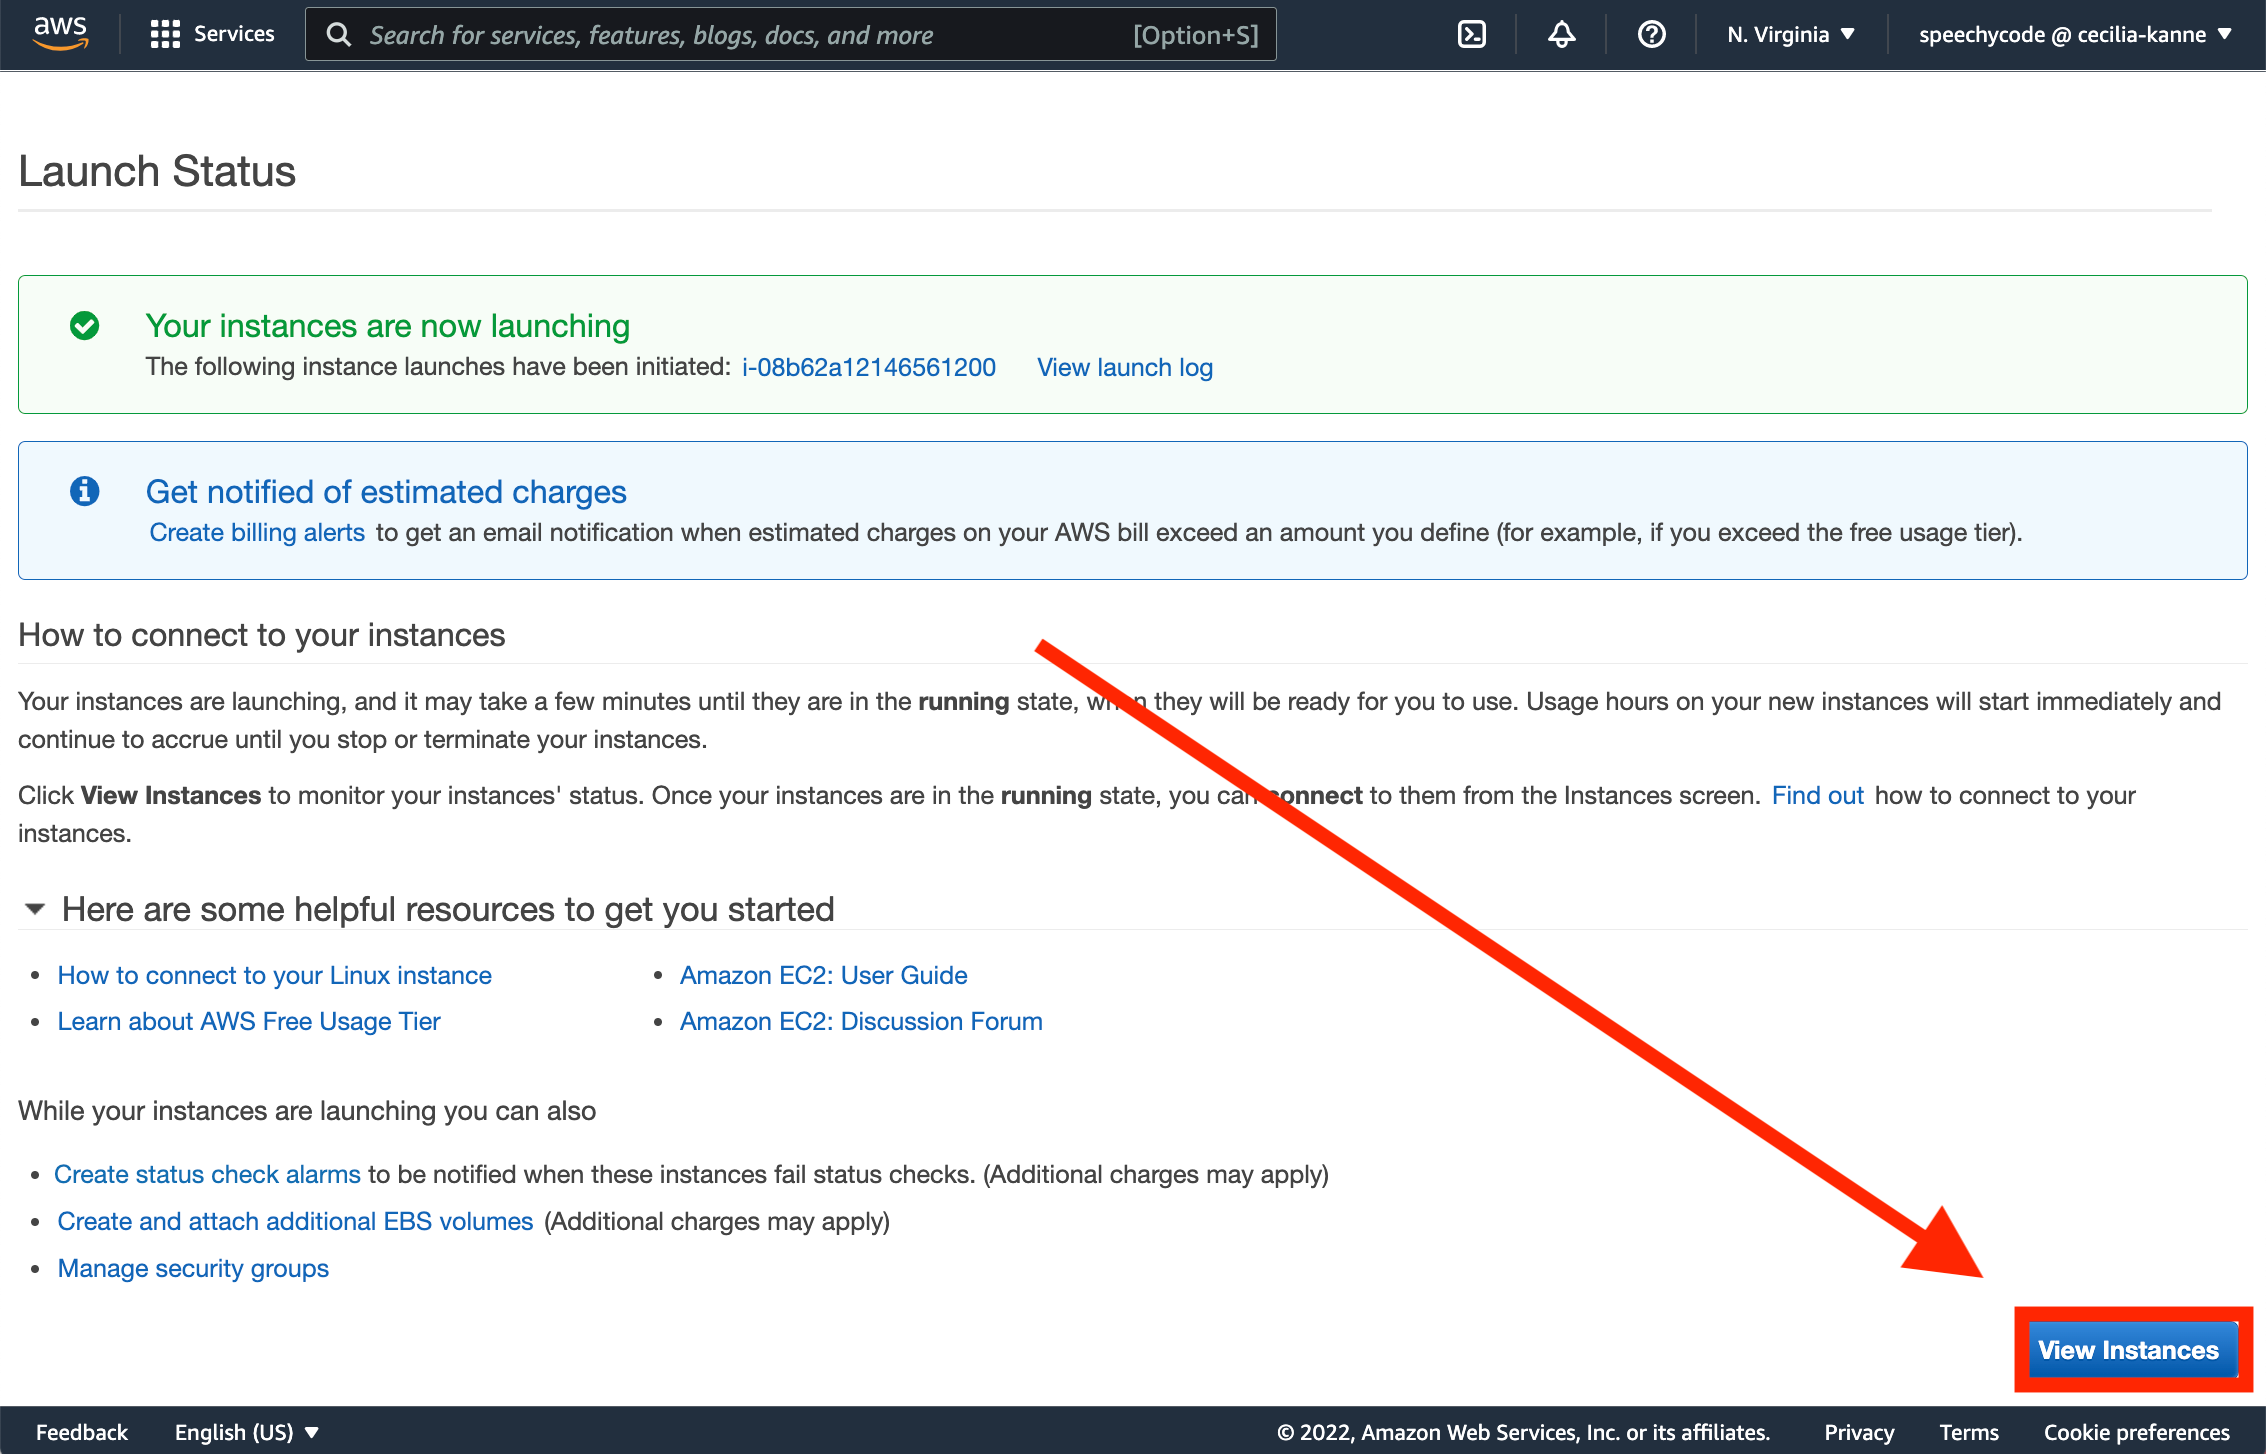 aws Services Search for services, features, blogs, docs, and more [Option+S] N. Virginia ▼ speechycode @ cecilia-kanne ▼
Launch Status
Your instances are now launching
The following instance launches have been initiated: i-08b62a12146561200 View launch log
Get notified of estimated charges
Create billing alerts to get an email notification when estimated charges on your AWS bill exceed an amount you define (for example, if you exceed the free usage tier).
How to connect to your instances
Your instances are launching, and it may take a few minutes until they are in the running state, when they will be ready for you to use. Usage hours on your new instances will start immediately and
continue to accrue until you stop or terminate your instances.
Click View Instances to monitor your instances' status. Once your instances are in the running state, you can connect to them from the Instances screen. Find out how to connect to your
instances.
Here are some helpful resources to get you started
• How to connect to your Linux instance • Amazon EC2: User Guide
• Learn about AWS Free Usage Tier • Amazon EC2: Discussion Forum
While your instances are launching you can also
• Create status check alarms to be notified when these instances fail status checks. (Additional charges may apply)
• Create and attach additional EBS volumes (Additional charges may apply)
• Manage security groups
View Instances
Feedback English (US) ▼ © 2022, Amazon Web Services, Inc. or its affiliates. Privacy Terms Cookie preferences